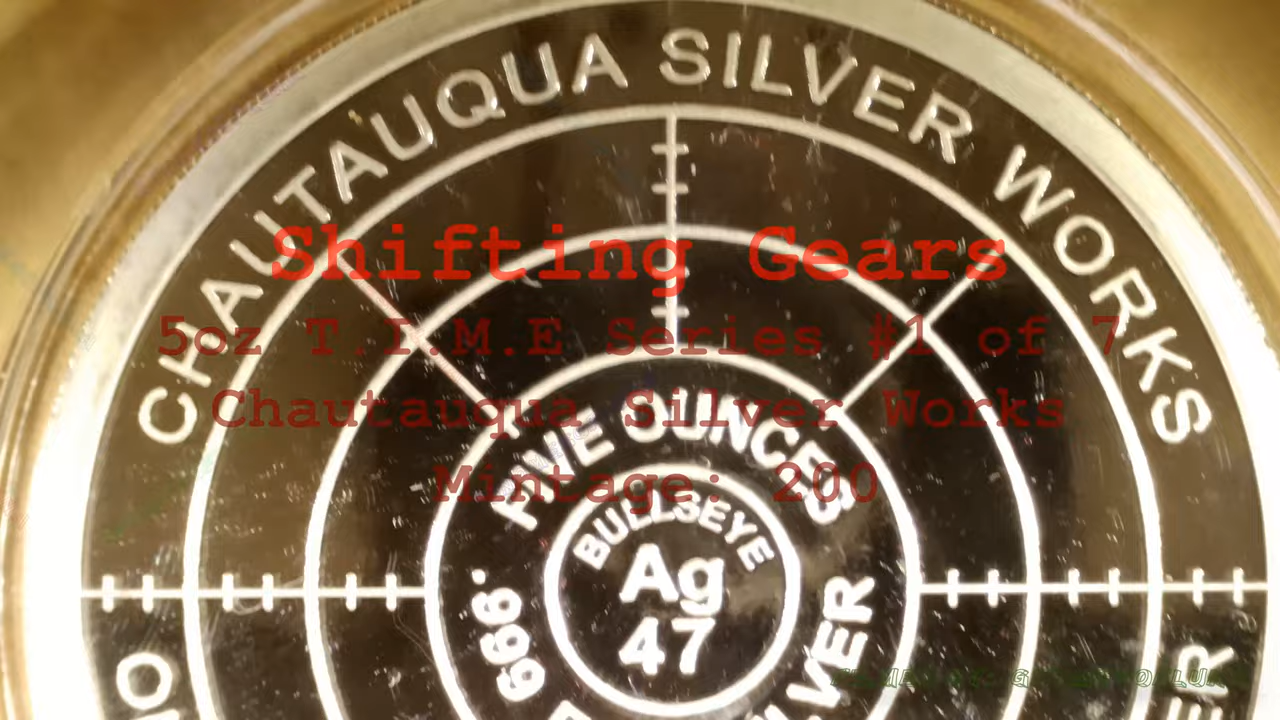 CHAUTAUQUA SILVER WORKS
Shifting Gears
5oz T.I.M.E Series #1 of 7
Chautauqua Silver Works
Mintage: 200
FIVE OUNCES
BULLSEYE
Ag
47
.999